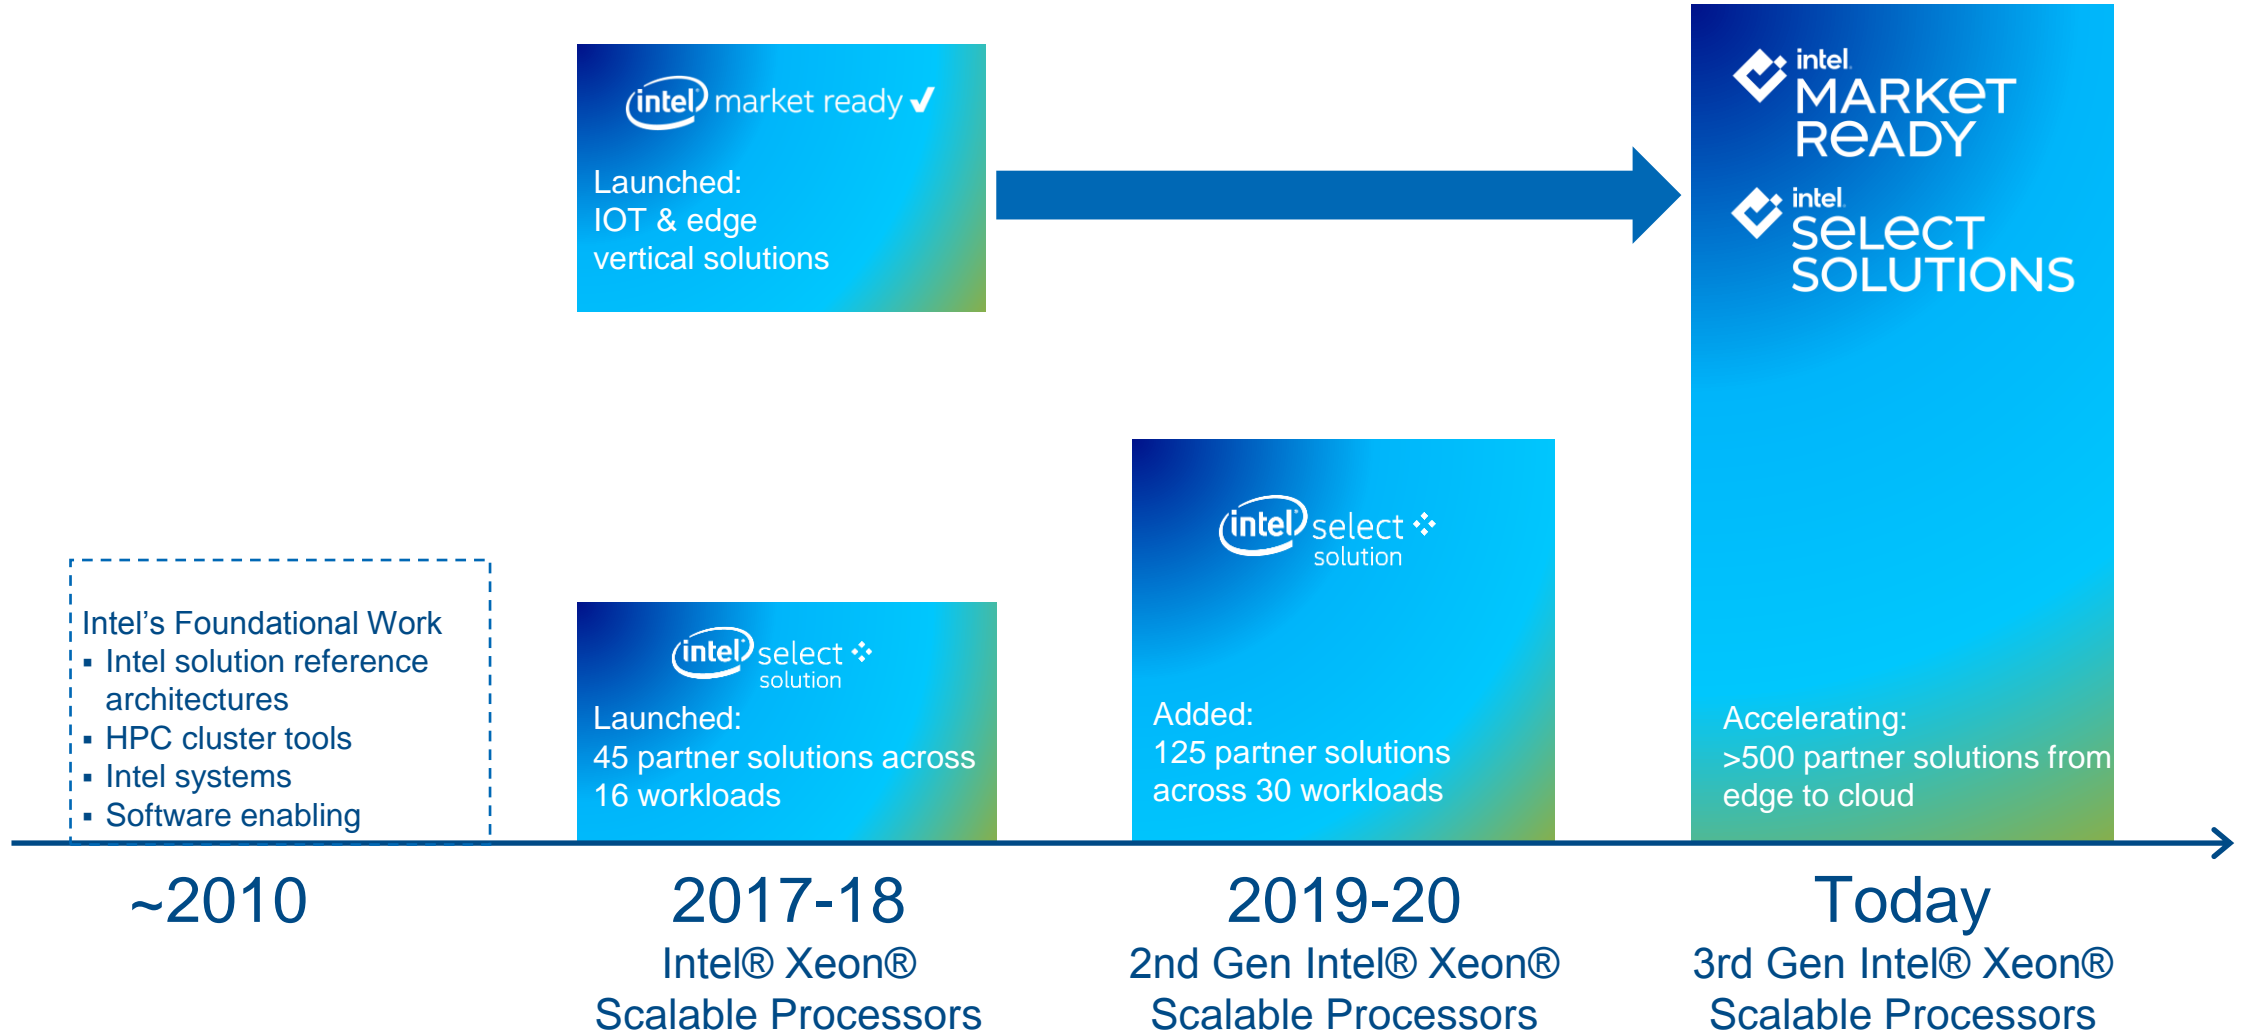 intel market ready
Launched:
IOT & edge
vertical solutions
intel
MARKET
READY
intel
SELECT
SOLUTIONS
Intel's Foundational Work
▪ Intel solution reference
architectures
▪ HPC cluster tools
▪ Intel systems
▪ Software enabling
intel select
solution
Launched:
45 partner solutions across
16 workloads
intel select
solution
Added:
125 partner solutions
across 30 workloads
Accelerating:
>500 partner solutions from
edge to cloud
~2010
2017-18
Intel® Xeon®
Scalable Processors
2019-20
2nd Gen Intel® Xeon®
Scalable Processors
Today
3rd Gen Intel® Xeon®
Scalable Processors